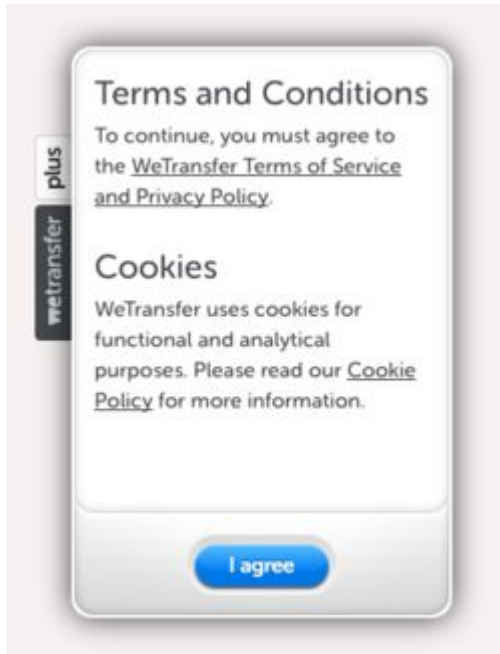 Terms and Conditions
To continue, you must agree to
the WeTransfer Terms of Service
and Privacy Policy.
Cookies
WeTransfer uses cookies for
functional and analytical
purposes. Please read our Cookie
Policy for more information.
I agree
plus
wetransfer